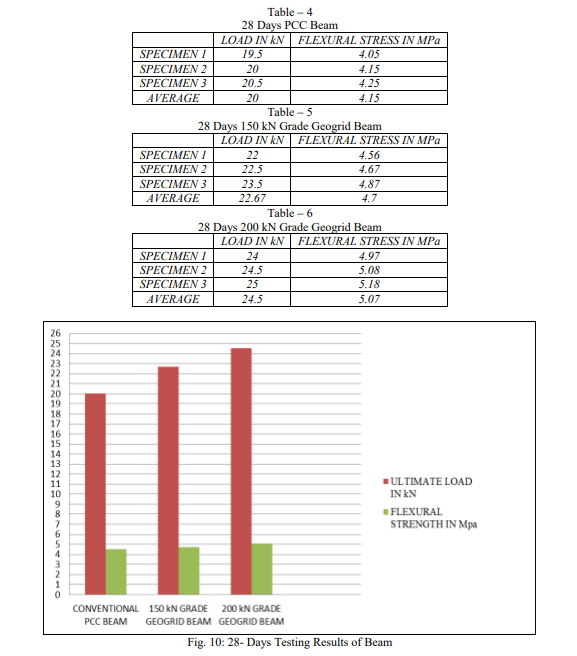 Table – 4
28 Days PCC Beam
LOAD IN kN FLEXURAL STRESS IN MPa
SPECIMEN 1 19.5 4.05
SPECIMEN 2 20 4.15
SPECIMEN 3 20.5 4.25
AVERAGE 20 4.15
Table – 5
28 Days 150 kN Grade Geogrid Beam
LOAD IN kN FLEXURAL STRESS IN MPa
SPECIMEN 1 22 4.56
SPECIMEN 2 22.5 4.67
SPECIMEN 3 23.5 4.87
AVERAGE 22.67 4.7
Table – 6
28 Days 200 kN Grade Geogrid Beam
LOAD IN kN FLEXURAL STRESS IN MPa
SPECIMEN 1 24 4.97
SPECIMEN 2 24.5 5.08
SPECIMEN 3 25 5.18
AVERAGE 24.5 5.07
26
25
24
23
22
21
20
19
18
17
16
15
14
13
12
11
10
9
8
7
6
5
4
3
2
1
0
CONVENTIONAL PCC BEAM
150 kN GRADE GEOGRID BEAM
200 kN GRADE GEOGRID BEAM
ULTIMATE LOAD
IN kN
FLEXURAL
STRENGTH IN Mpa
Fig. 10: 28- Days Testing Results of Beam